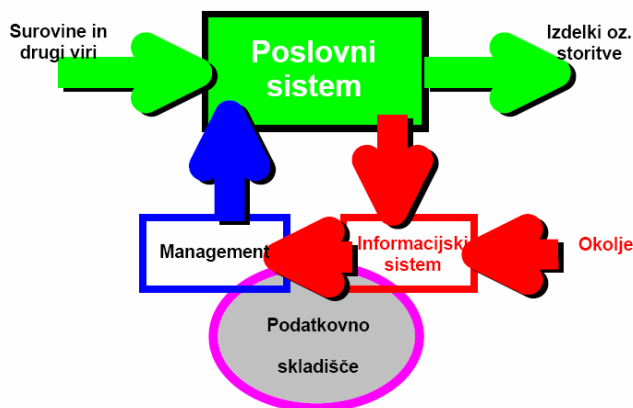 Surovine in
drugi viri
Poslovni
sistem
Izdelki oz.
storitve
Management
Informacijski
sistem
Okolje
Podatkovno
skladišče